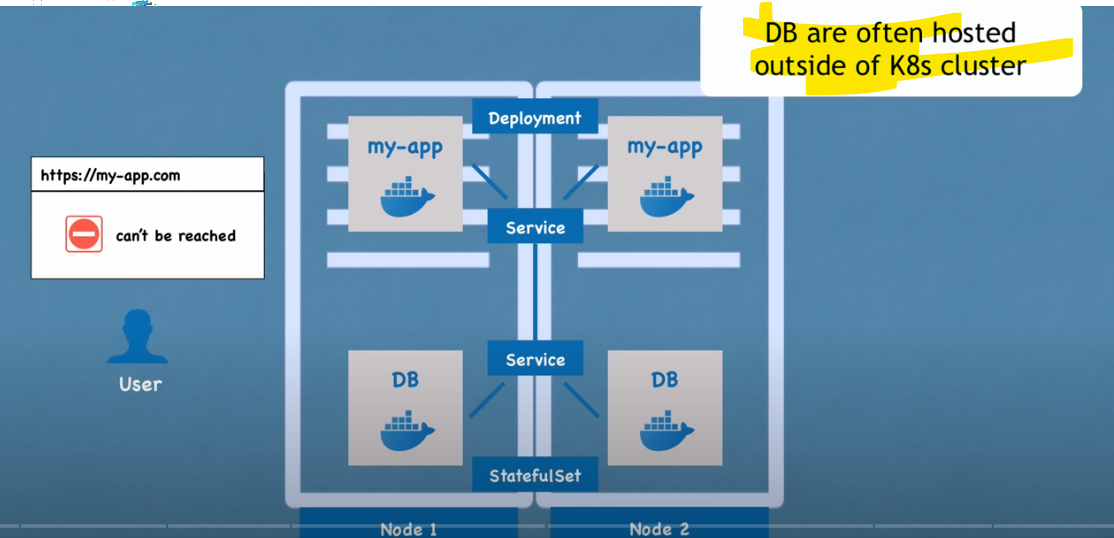 DB are often hosted
outside of K8s cluster
Deployment
my-app
my-app
https://my-app.com
can't be reached
Service
Service
DB
DB
User
StatefulSet
Node 1
Node 2